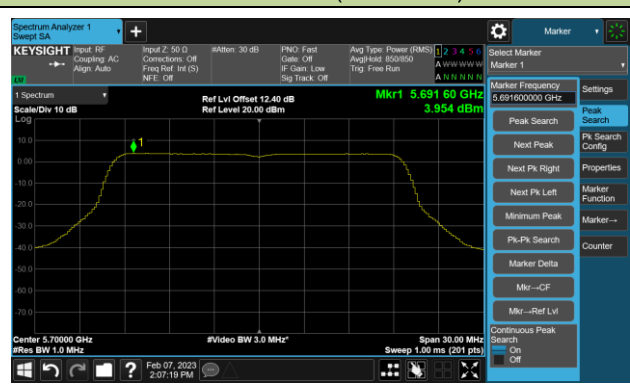 Spectrum Analyzer 1
Swept SA
Marker
KEYSIGHT
Input: RF
Coupling: AC
Align: Auto
Input Z: 50 Ω
Corrections: Off
Freq Ref: Int (S)
NFE: Off
#Atten: 30 dB
PNO: Fast
Gate: Off
IF Gain: Low
Sig Track: Off
Avg Type: Power (RMS)
Avg|Hold: 850/850
Trig: Free Run
1 2 3 4 5 6
A W W W W W
A N N N N N
Select Marker
Marker 1
1 Spectrum
Scale/Div 10 dB
Log
Ref Lvl Offset 12.40 dB
Ref Level 20.00 dBm
Mkr1 5.691 60 GHz
3.954 dBm
1
10.0
0.00
-10.0
-20.0
-30.0
-40.0
-50.0
-60.0
-70.0
Center 5.70000 GHz
#Res BW 1.0 MHz
#Video BW 3.0 MHz*
Span 30.00 MHz
Sweep 1.00 ms (201 pts)
Marker Frequency
5.691600000 GHz
Peak Search
Next Peak
Next Pk Right
Next Pk Left
Minimum Peak
Pk-Pk Search
Marker Delta
Mkr→CF
Mkr→Ref Lvl
Continuous Peak
Search
On
Off
Settings
Peak
Search
Pk Search
Config
Properties
Marker
Function
Marker→
Counter
?
Feb 07, 2023
2:07:19 PM